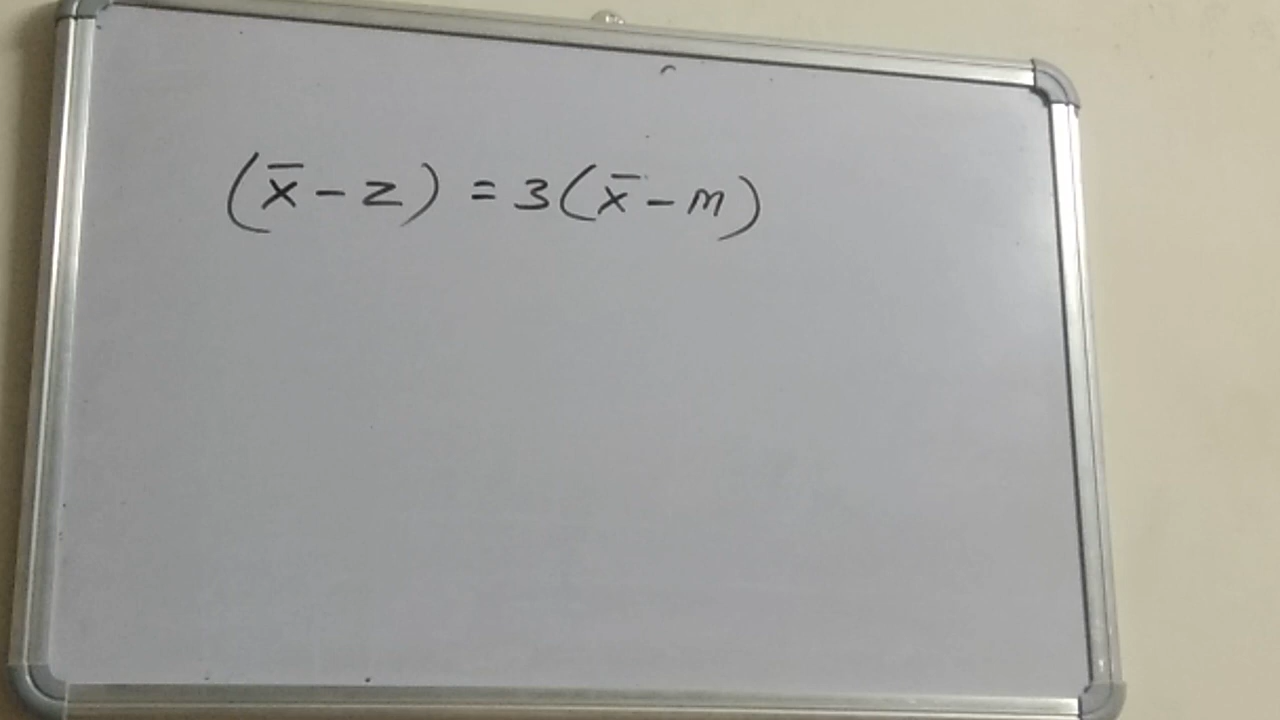 (x̄ - z) = 3(x̄ - m)